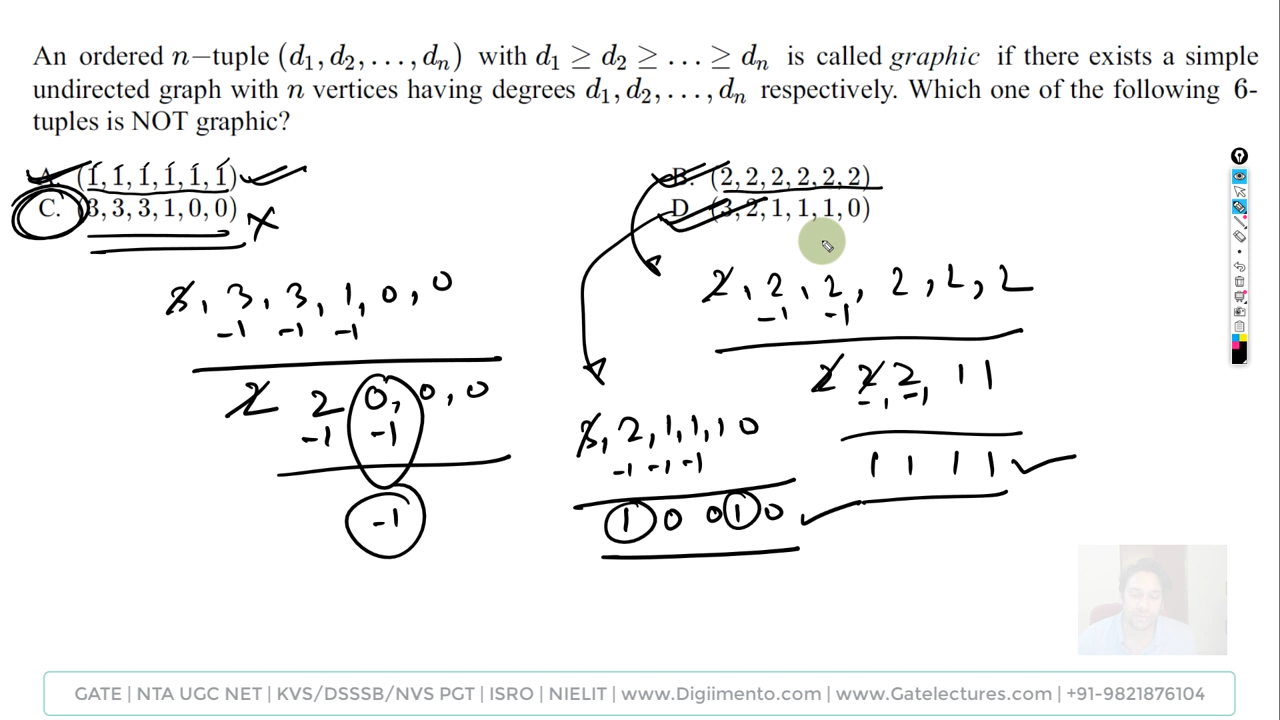 An ordered n−tuple (d₁, d₂, . . . , dₙ) with d₁ ≥ d₂ ≥ . . . ≥ dₙ is called graphic if there exists a simple
undirected graph with n vertices having degrees d₁, d₂, . . . , dₙ respectively. Which one of the following 6-
tuples is NOT graphic?
A. (1, 1, 1, 1, 1, 1) B. (2, 2, 2, 2, 2, 2)
C. (3, 3, 3, 1, 0, 0) D. (3, 2, 1, 1, 1, 0)
3, 3, 3, 1, 0, 0
-1 -1 -1
2 2 0, 0, 0
-1 -1
-1
2, 2, 2, 2, 2, 2
-1 -1
2 2 2, 1 1
-1 -1
1 1 1 1
3, 2, 1, 1, 1 0
-1 -1 -1
1 0 0 1 0
GATE | NTA UGC NET | KVS/DSSSB/NVS PGT | ISRO | NIELIT | www.Digiimento.com | www.Gatelectures.com | +91-9821876104